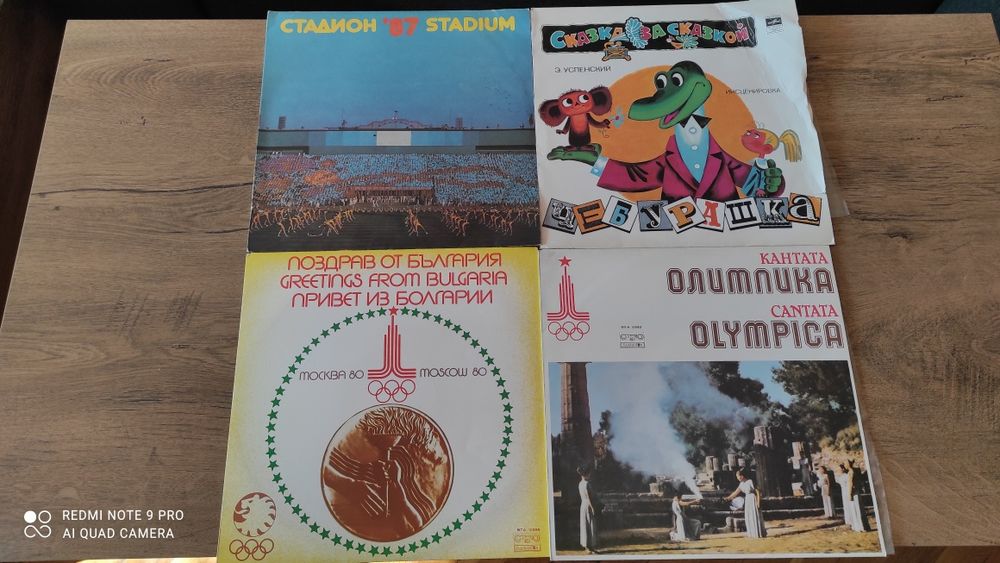 СТАДИОН '87 STADIUM
СКАЗКА ЗА СКАЗКОЙ
Э. УСПЕНСКИЙ
ИНСЦЕНИРОВКА
ЧЕБУРАШКА
ПОЗДРАВ ОТ БЪЛГАРИЯ
GREETINGS FROM BULGARIA
ПРИВЕТ ИЗ БОЛГАРИИ
МОСКВА 80
MOSCOW 80
КАНТАТА
ОЛИМПИКА
CANTATA
OLYMPICA
REDMI NOTE 9 PRO
AI QUAD CAMERA